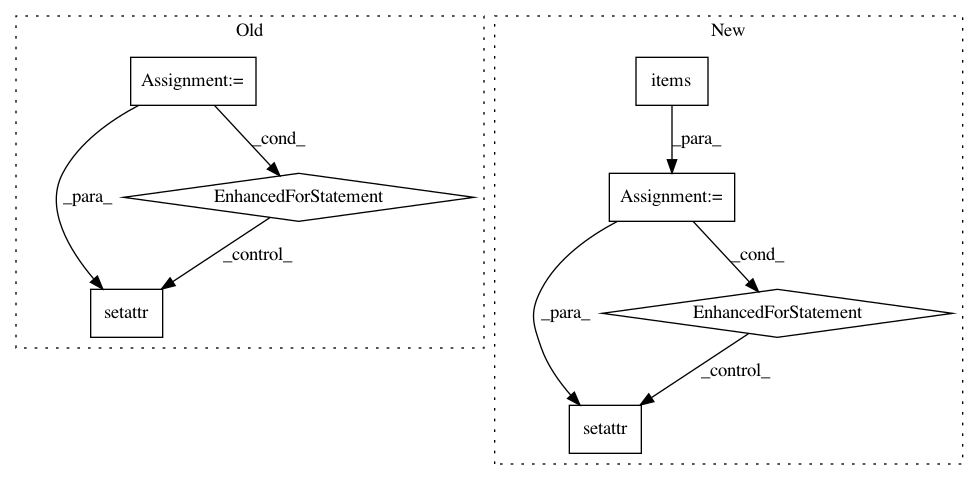 Old
Assignment:=
_cond_
_para_
EnhancedForStatement
_control_
setattr
New
items
_para_
Assignment:=
_cond_
_para_
EnhancedForStatement
_control_
setattr